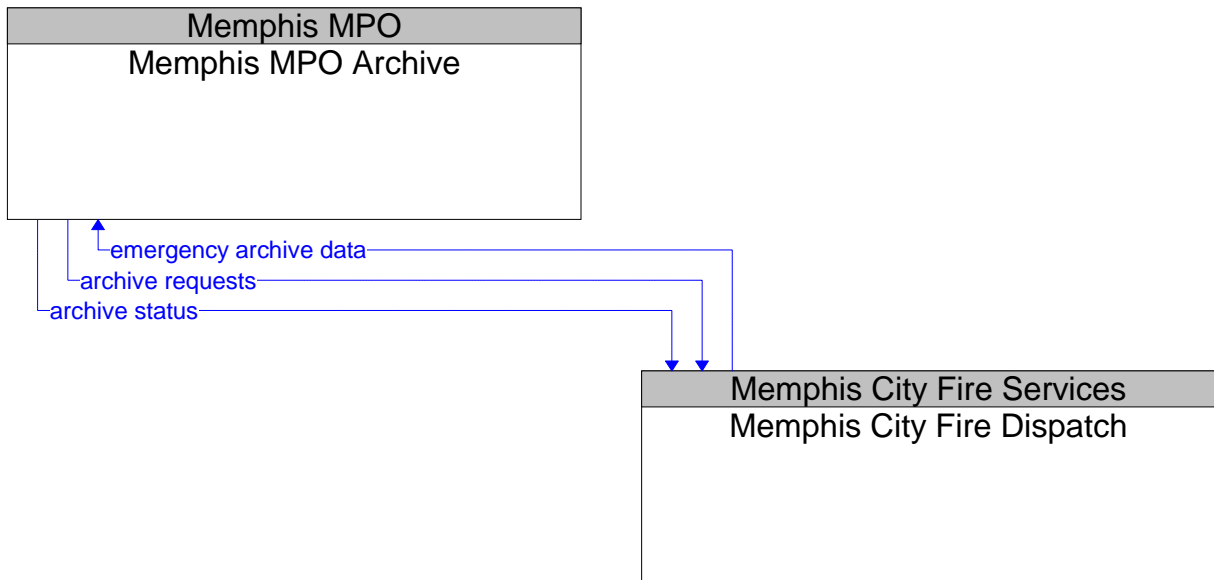 Memphis MPO
Memphis MPO Archive
emergency archive data
archive requests
archive status
Memphis City Fire Services
Memphis City Fire Dispatch